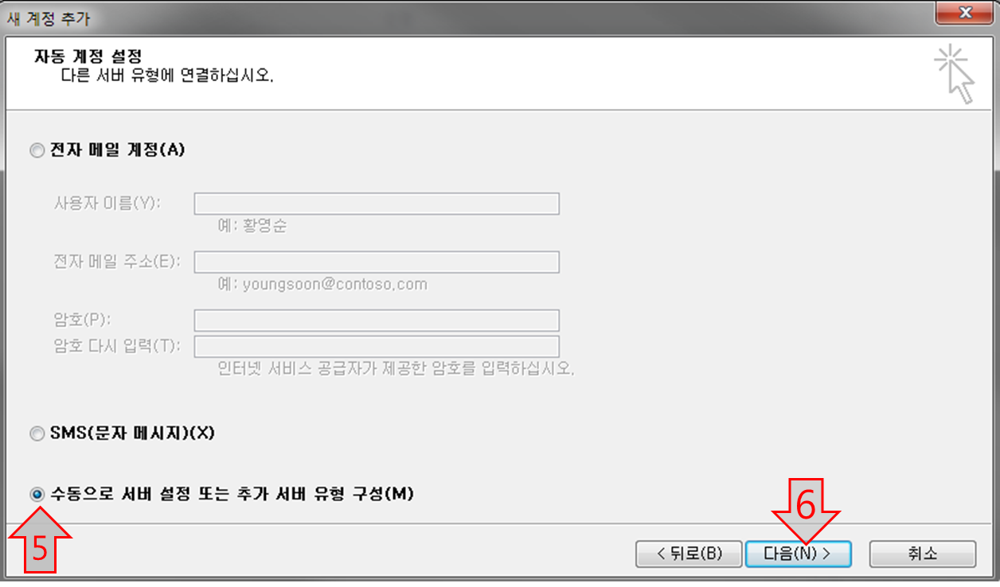 새 계정 추가
자동 계정 설정
다른 서버 유형에 연결하십시오.
전자 메일 계정(A)
사용자 이름(Y):
예: 황영순
전자 메일 주소(E):
예: youngsoon@contoso.com
암호(P):
암호 다시 입력(T):
인터넷 서비스 공급자가 제공한 암호를 입력하십시오.
SMS(문자 메시지)(X)
수동으로 서버 설정 또는 추가 서버 유형 구성(M)
5
6
< 뒤로(B) 다음(N) > 취소